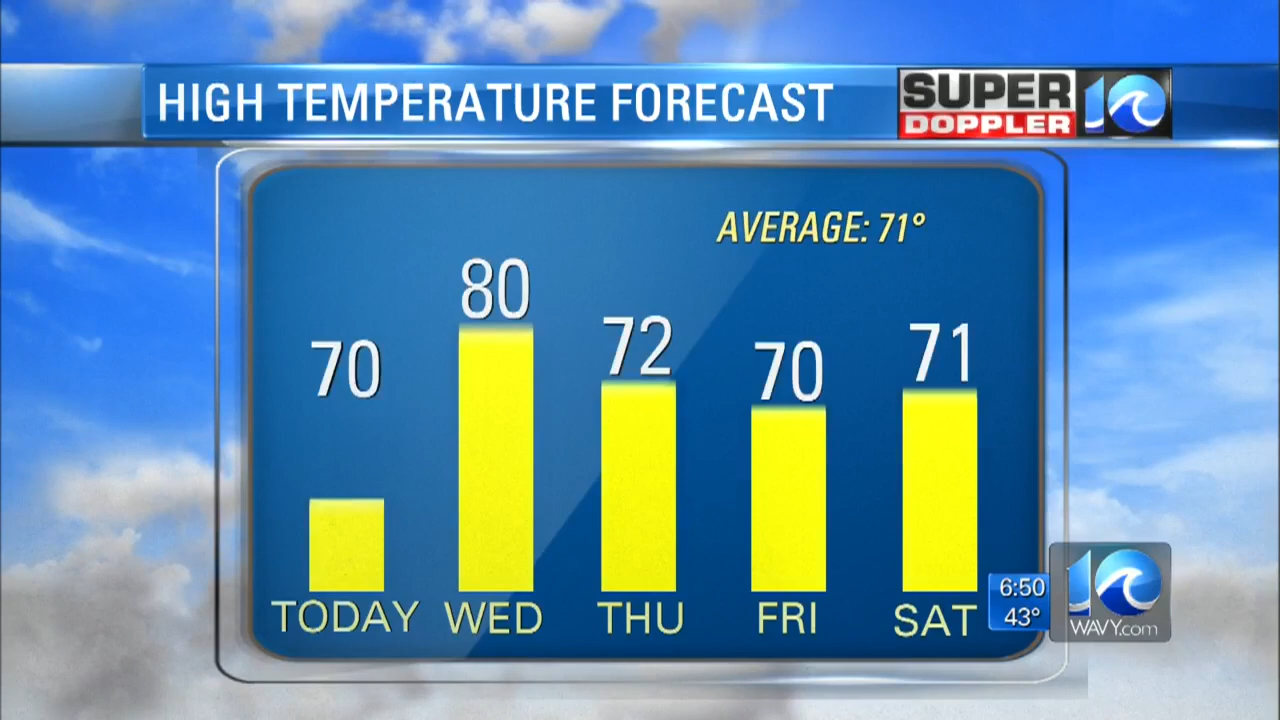 HIGH TEMPERATURE FORECAST
SUPER
DOPPLER
10
AVERAGE: 71°
70
80
72
70
71
TODAY
WED
THU
FRI
SAT
6:50
43°
10
WAVY.com